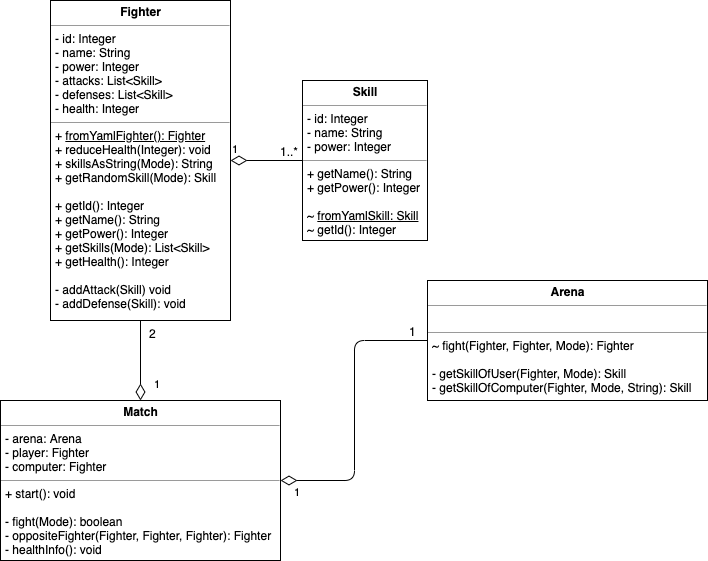 Fighter
- id: Integer
- name: String
- power: Integer
- attacks: List<Skill>
- defenses: List<Skill>
- health: Integer
+ fromYamlFighter(): Fighter
+ reduceHealth(Integer): void
+ skillsAsString(Mode): String
+ getRandomSkill(Mode): Skill
+ getId(): Integer
+ getName(): String
+ getPower(): Integer
+ getSkills(Mode): List<Skill>
+ getHealth(): Integer
- addAttack(Skill) void
- addDefense(Skill): void
1
1..*
Skill
- id: Integer
- name: String
- power: Integer
+ getName(): String
+ getPower(): Integer
~ fromYamlSkill: Skill
~ getId(): Integer
2
1
Arena
~ fight(Fighter, Fighter, Mode): Fighter
- getSkillOfUser(Fighter, Mode): Skill
- getSkillOfComputer(Fighter, Mode, String): Skill
1
Match
- arena: Arena
- player: Fighter
- computer: Fighter
+ start(): void
- fight(Mode): boolean
- oppositeFighter(Fighter, Fighter, Fighter): Fighter
- healthInfo(): void
1